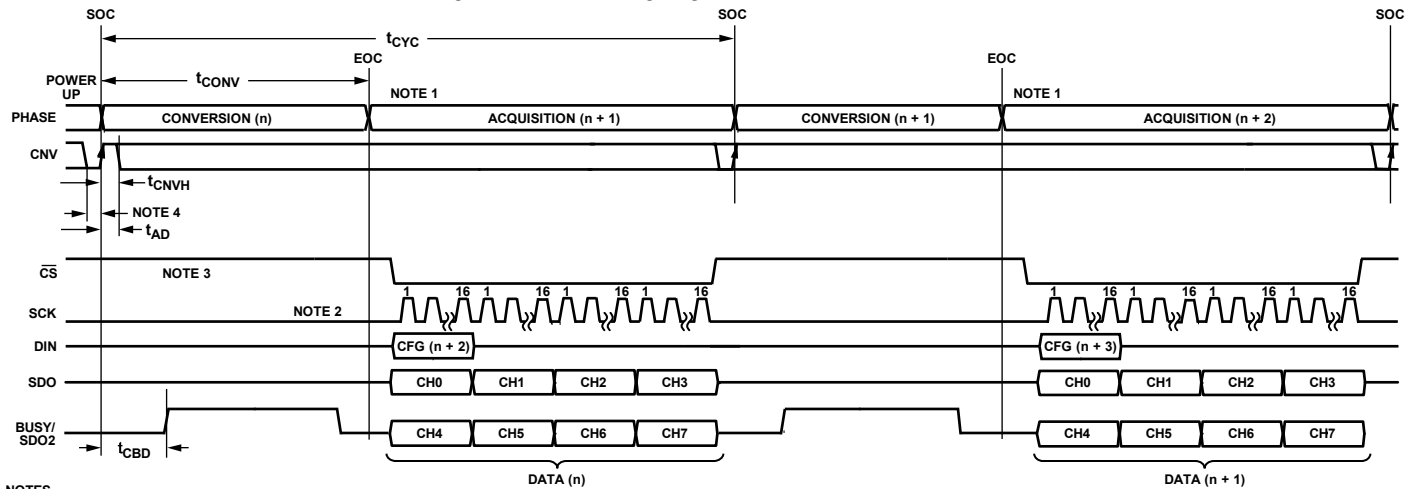 SOC SOC SOC
tCYC
EOC EOC
POWER UP
tCONV
NOTE 1 NOTE 1
PHASE CONVERSION (n) ACQUISITION (n + 1) CONVERSION (n + 1) ACQUISITION (n + 2)
CNV
tCNVH
NOTE 4
tAD
CS NOTE 3
1 16 1 16 1 16 1 16 1 16 1 16 1 16 1 16
SCK NOTE 2
DIN CFG (n + 2) CFG (n + 3)
SDO CH0 CH1 CH2 CH3 CH0 CH1 CH2 CH3
BUSY/
SDO2 CH4 CH5 CH6 CH7 CH4 CH5 CH6 CH7
tCBD
DATA (n) DATA (n + 1)
NOTES